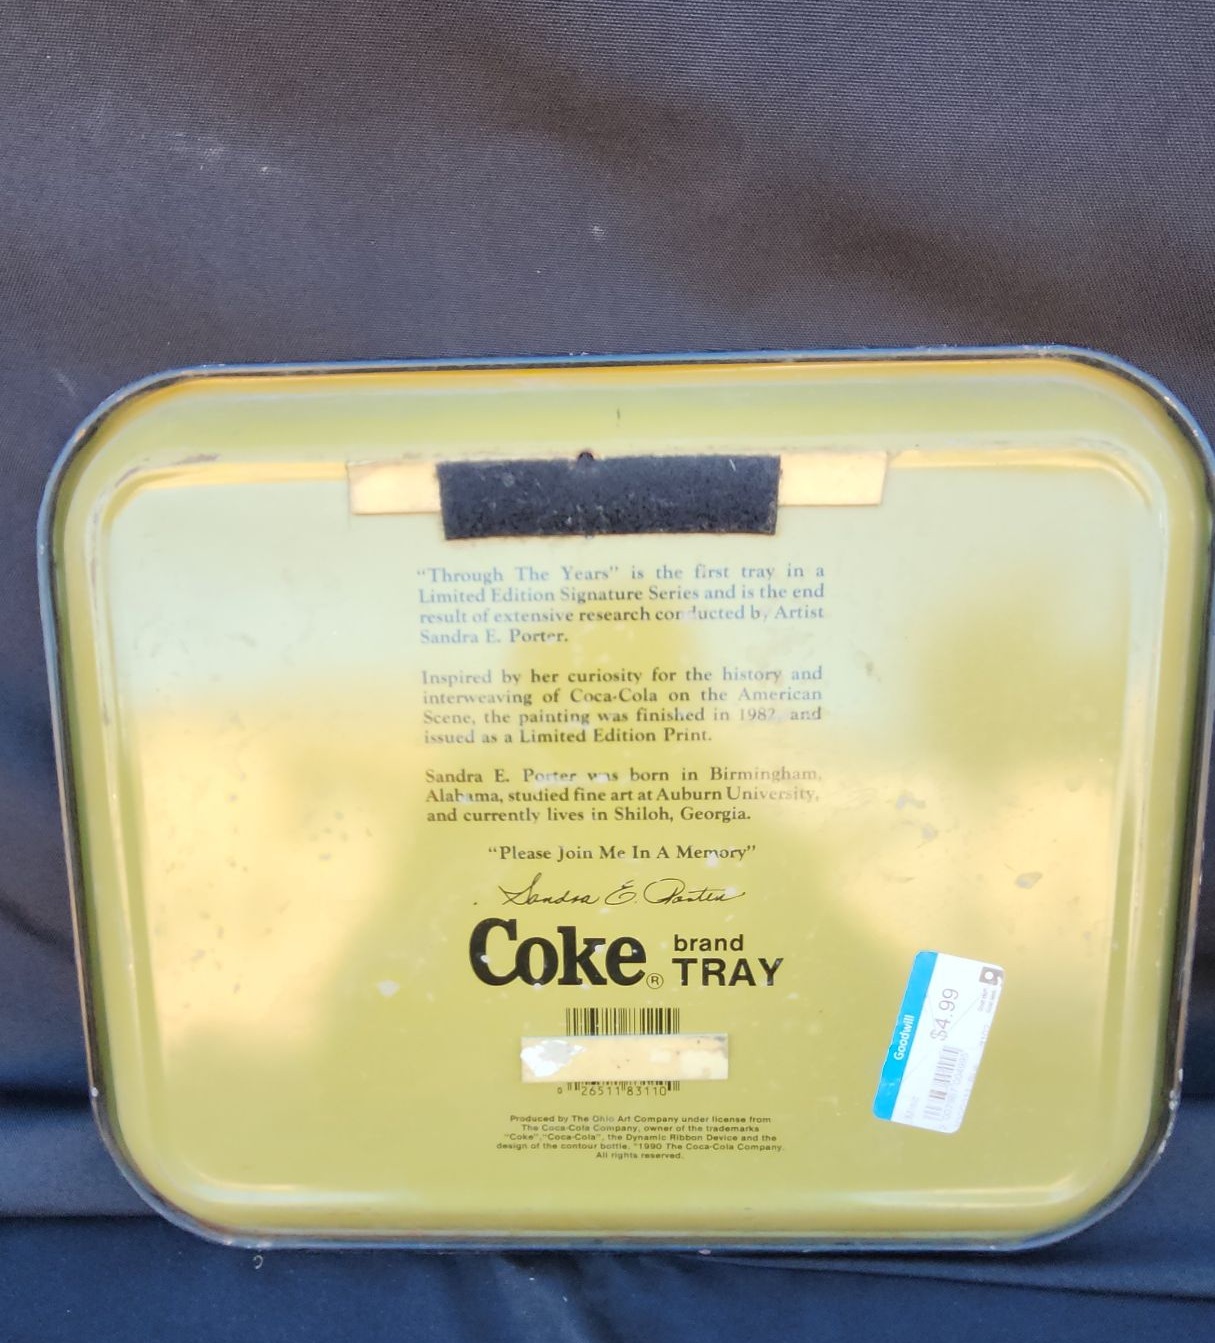 "Through The Years" is the first tray in a
Limited Edition Signature Series and is the end
result of extensive research conducted by Artist
Sandra E. Porter.
Inspired by her curiosity for the history and
interweaving of Coca-Cola on the American
Scene, the painting was finished in 1987, and
issued as a Limited Edition Print.
Sandra E. Porter was born in Birmingham,
Alabama, studied fine art at Auburn University,
and currently lives in Shiloh, Georgia.
"Please Join Me In A Memory"
Sandra E. Porter
Coke® brand
TRAY
0 26511 83110
Produced by The Ohio Art Company under license from
The Coca-Cola Company, owner of the trademarks
"Coke", "Coca-Cola", the Dynamic Ribbon Device and the
design of the contour bottle. ©1990 The Coca-Cola Company.
All rights reserved.
Goodwill
$4.99